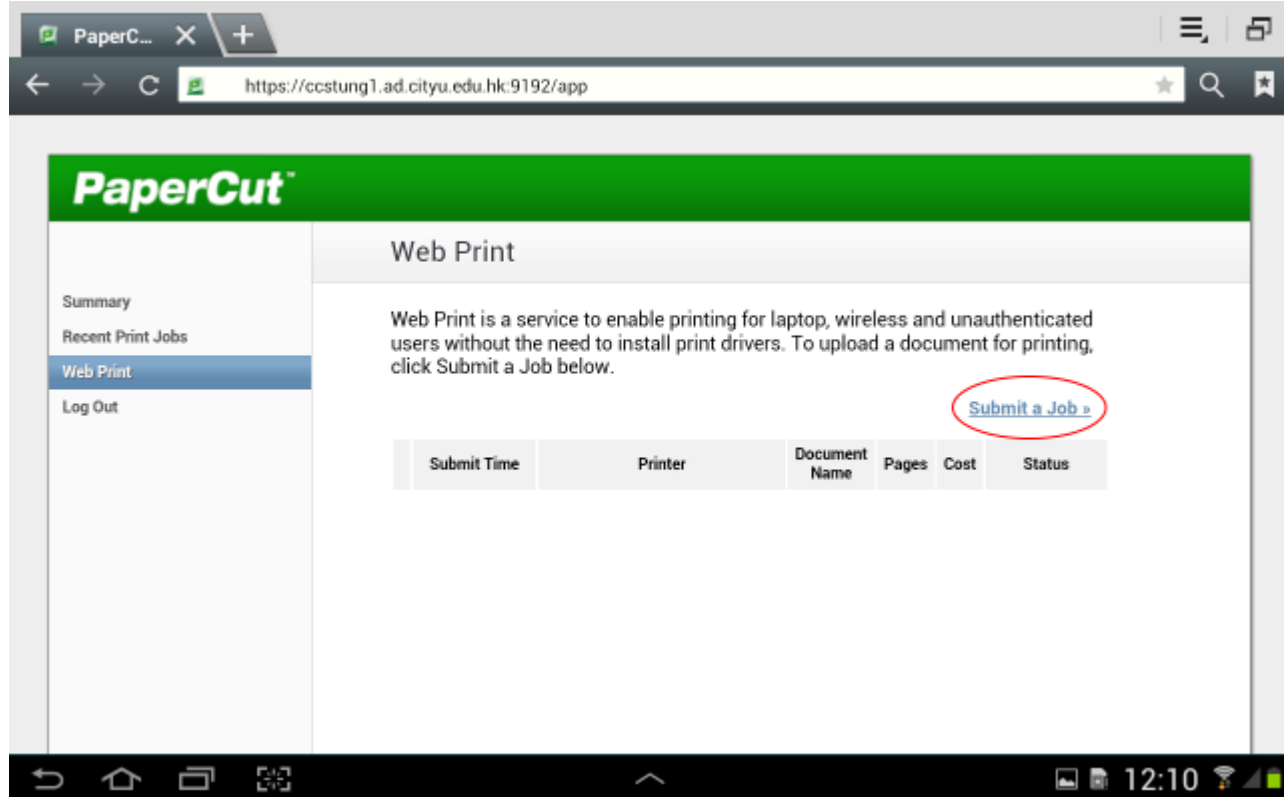 PaperC...
https://ccstung1.ad.cityu.edu.hk:9192/app
PaperCut™
Web Print
Summary
Recent Print Jobs
Web Print
Log Out
Web Print is a service to enable printing for laptop, wireless and unauthenticated
users without the need to install print drivers. To upload a document for printing,
click Submit a Job below.
Submit a Job »
Submit Time Printer Document Name Pages Cost Status
12:10